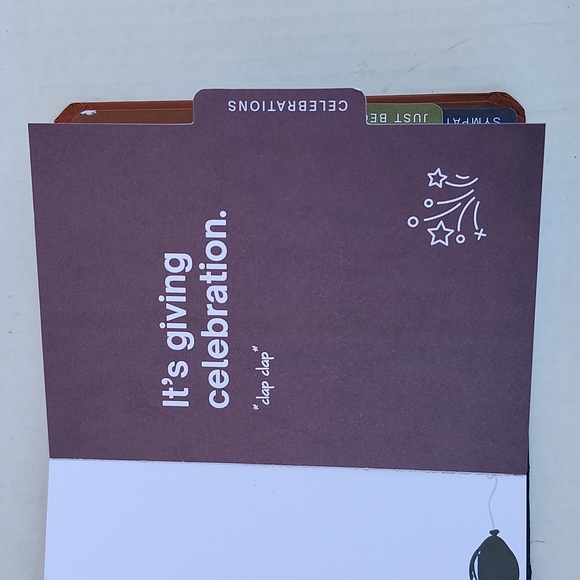 CELEBRATIONS
JUST BE
SYMPAT
It's giving
celebration.
*clap clap*